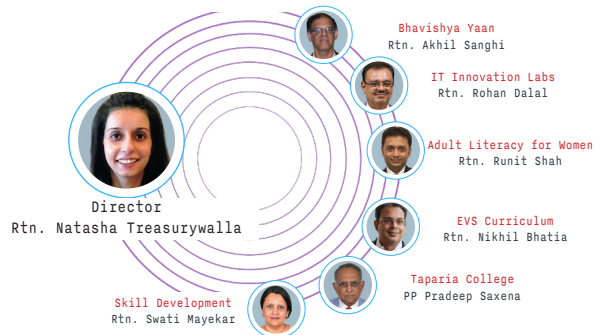 Bhavishya Yaan
Rtn. Akhil Sanghi
IT Innovation Labs
Rtn. Rohan Dalal
Adult Literacy for Women
Rtn. Runit Shah
Director
Rtn. Natasha Treasurywalla
EVS Curriculum
Rtn. Nikhil Bhatia
Taparia College
PP Pradeep Saxena
Skill Development
Rtn. Swati Mayekar